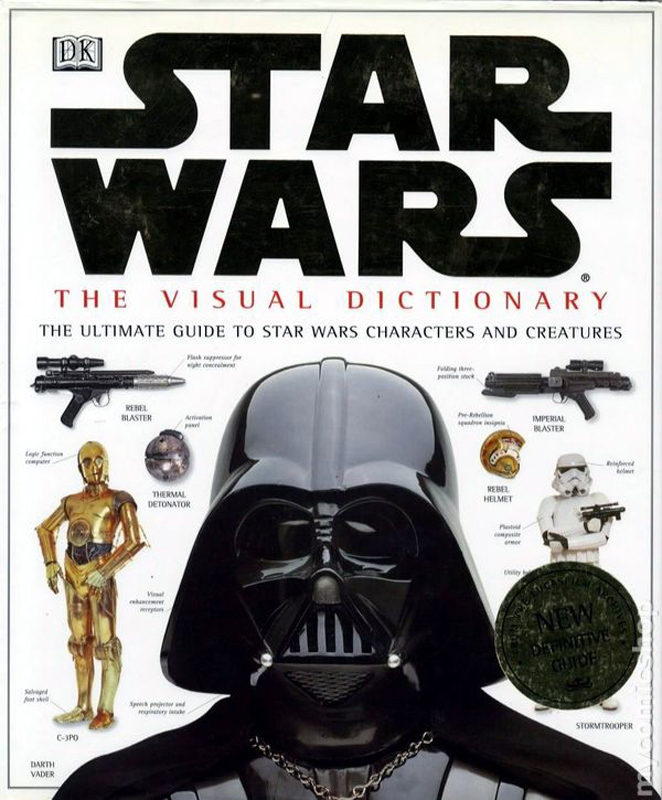 DK
STAR
WARS®
THE VISUAL DICTIONARY
THE ULTIMATE GUIDE TO STAR WARS CHARACTERS AND CREATURES
Flash suppressor for
night concealment
REBEL
BLASTER
Folding three-
position stock
IMPERIAL
BLASTER
Activation
panel
THERMAL
DETONATOR
Pre-Rebellion
squadron insignia
REBEL
HELMET
Logic function
computer
Reinforced
helmet
Plastoid
composite
armor
Utility
Visual
enhancement
receptors
NEW
DEFINITIVE
GUIDE
Salvaged
foot shell
Speech projector and
respiratory intake
C-3PO
STORMTROOPER
DARTH
VADER
mycomicshop